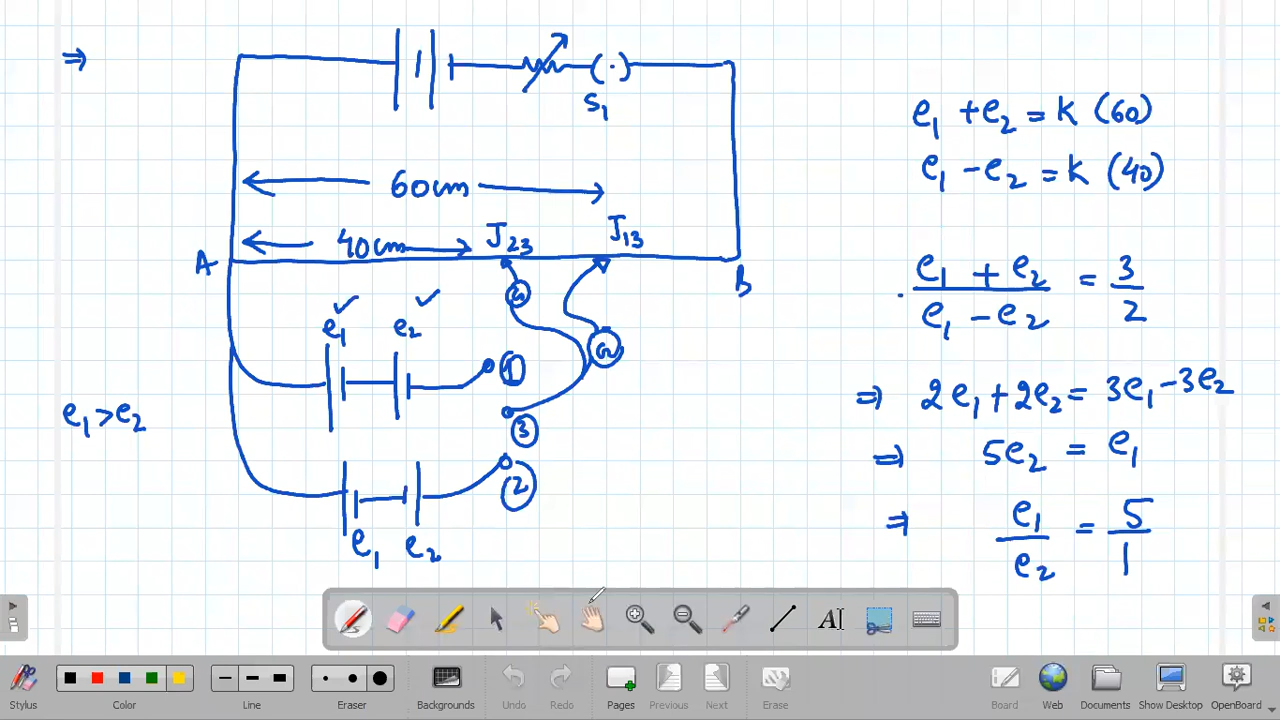 ⇒
S₁
60cm
40cm
J₂₃
J₁₃
A
B
G
G
e₁ ✓ e₂ ✓
①
③
②
e₁ e₂
e₁ > e₂
e₁ + e₂ = K (60)
e₁ − e₂ = K (40)
(e₁ + e₂)/(e₁ − e₂) = 3/2
⇒ 2e₁ + 2e₂ = 3e₁ − 3e₂
⇒ 5e₂ = e₁
⇒ e₁/e₂ = 5/1
Stylus
Color
Line
Eraser
Backgrounds
Undo
Redo
Pages
Previous
Next
Erase
Board
Web
Documents
Show Desktop
OpenBoard